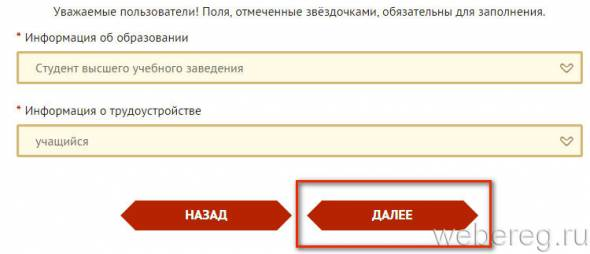 Уважаемые пользователи! Поля, отмеченные звёздочками, обязательны для заполнения.
* Информация об образовании
Студент высшего учебного заведения
* Информация о трудоустройстве
учащийся
НАЗАД ДАЛЕЕ
webereg.ru